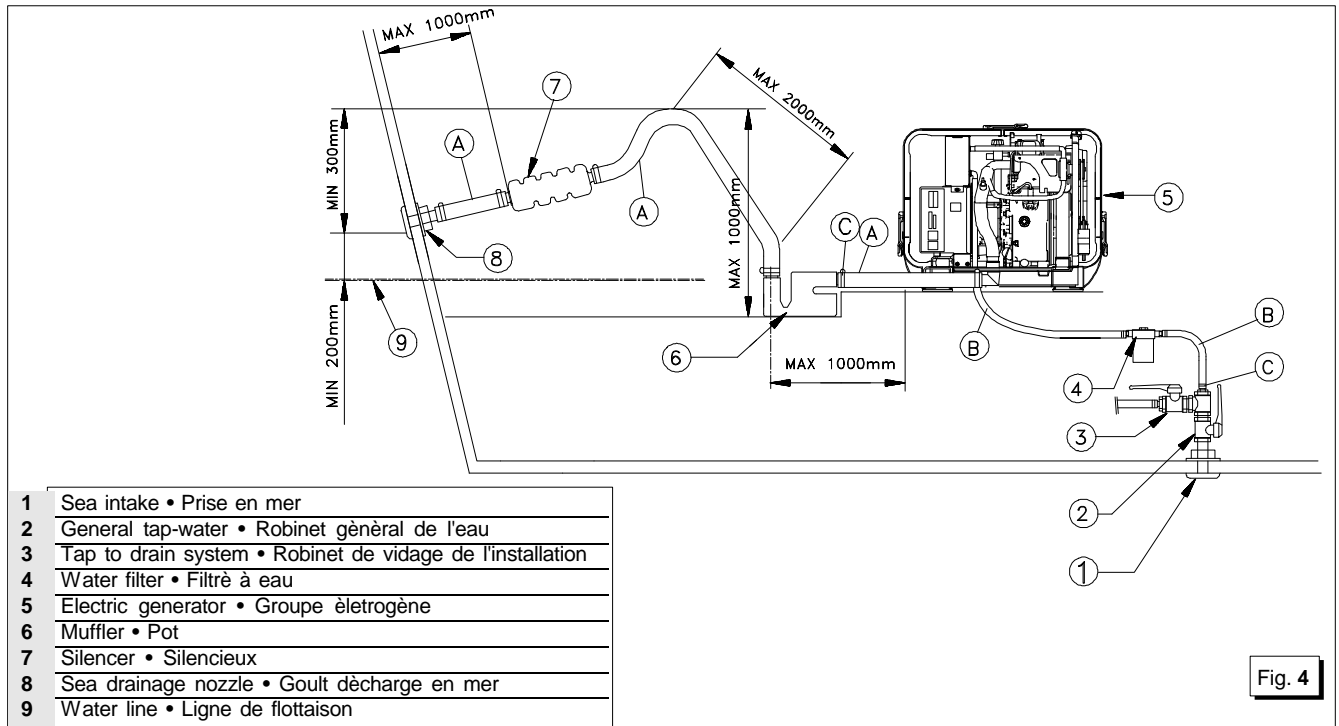 MAX 1000mm
7
MAX 2000mm
A
MIN 300mm
A
MAX 1000mm
5
C
A
8
MIN 200mm
9
6
B
B
MAX 1000mm
4
C
3
2
1
1 Sea intake • Prise en mer
2 General tap-water • Robinet gènèral de l'eau
3 Tap to drain system • Robinet de vidage de l'installation
4 Water filter • Filtrè à eau
5 Electric generator • Groupe èletrogène
6 Muffler • Pot
7 Silencer • Silencieux
8 Sea drainage nozzle • Goult dècharge en mer
9 Water line • Ligne de flottaison
Fig. 4